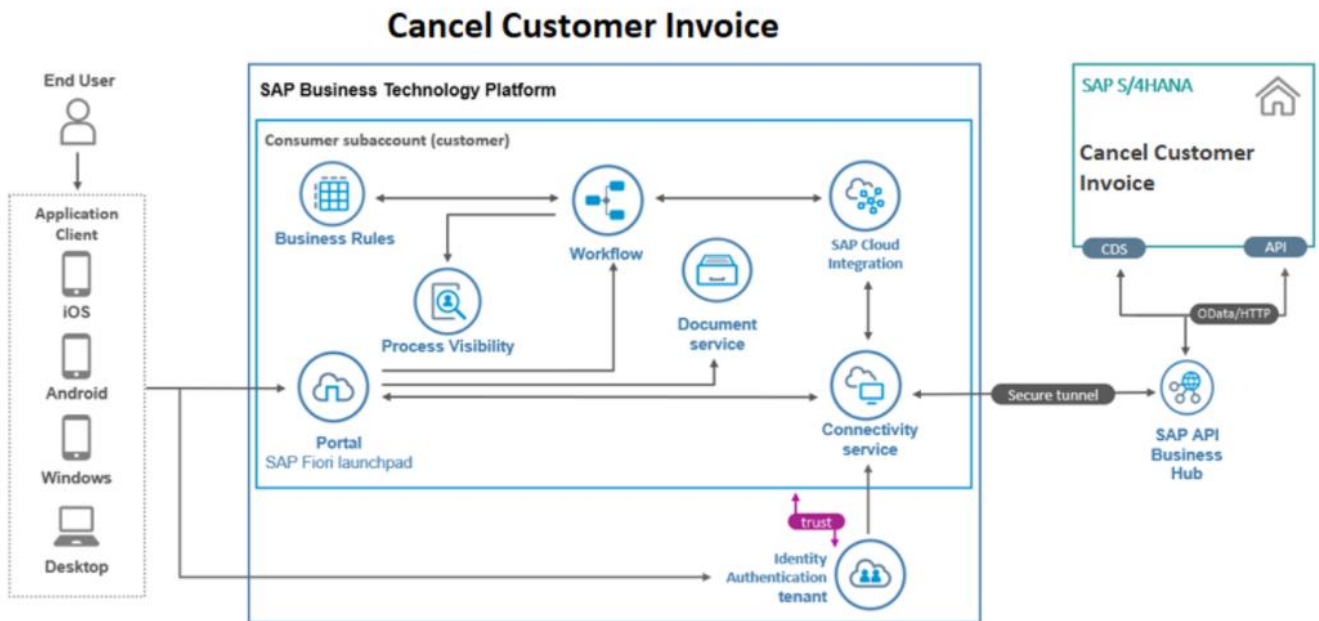 Cancel Customer Invoice
End User
Application
Client
iOS
Android
Windows
Desktop
SAP Business Technology Platform
Consumer subaccount (customer)
Business Rules
Workflow
SAP Cloud
Integration
Process Visibility
Document
service
Portal
SAP Fiori launchpad
Connectivity
service
trust
Identity
Authentication
tenant
Secure tunnel
SAP S/4HANA
Cancel Customer
Invoice
CDS
API
OData/HTTP
SAP API
Business
Hub